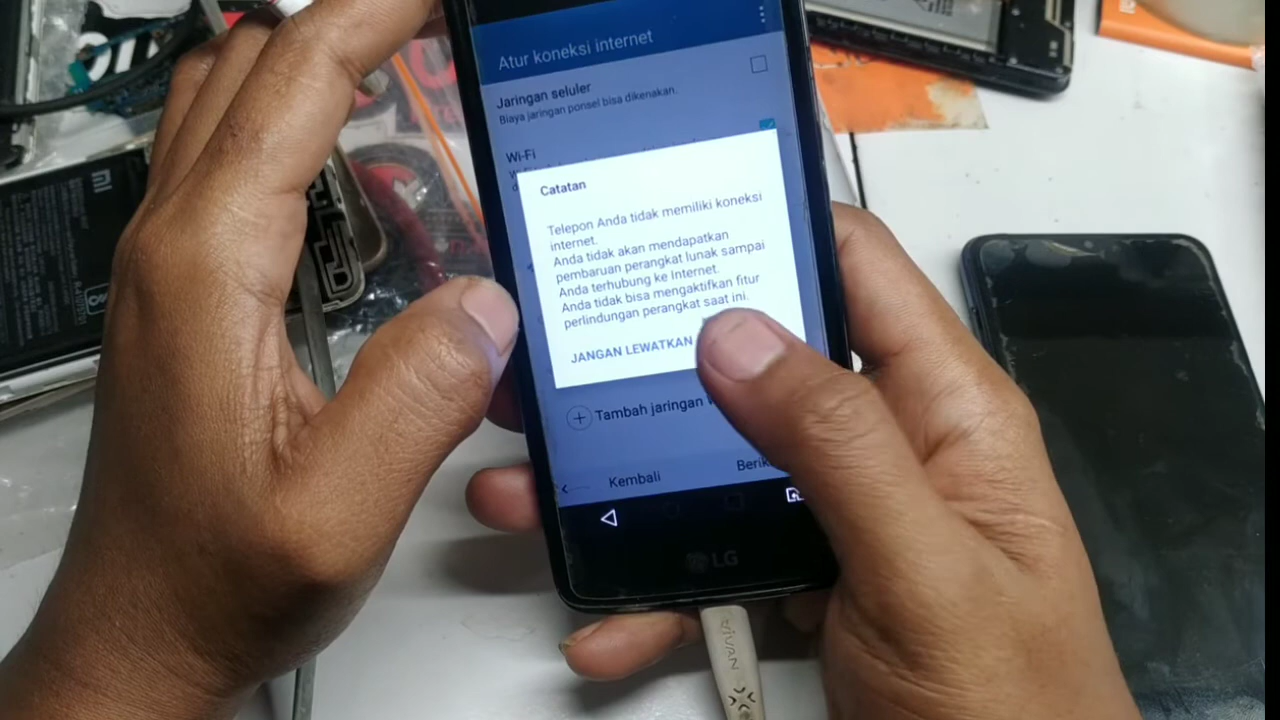 Atur koneksi internet
Jaringan seluler
Biaya jaringan ponsel bisa dikenakan.
Wi-Fi
Catatan
Telepon Anda tidak memiliki koneksi
internet.
Anda tidak akan mendapatkan
pembaruan perangkat lunak sampai
Anda terhubung ke Internet.
Anda tidak bisa mengaktifkan fitur
perlindungan perangkat saat ini.
JANGAN LEWATKAN
Tambah jaringan
Kembali
LG
VIVAN
mi